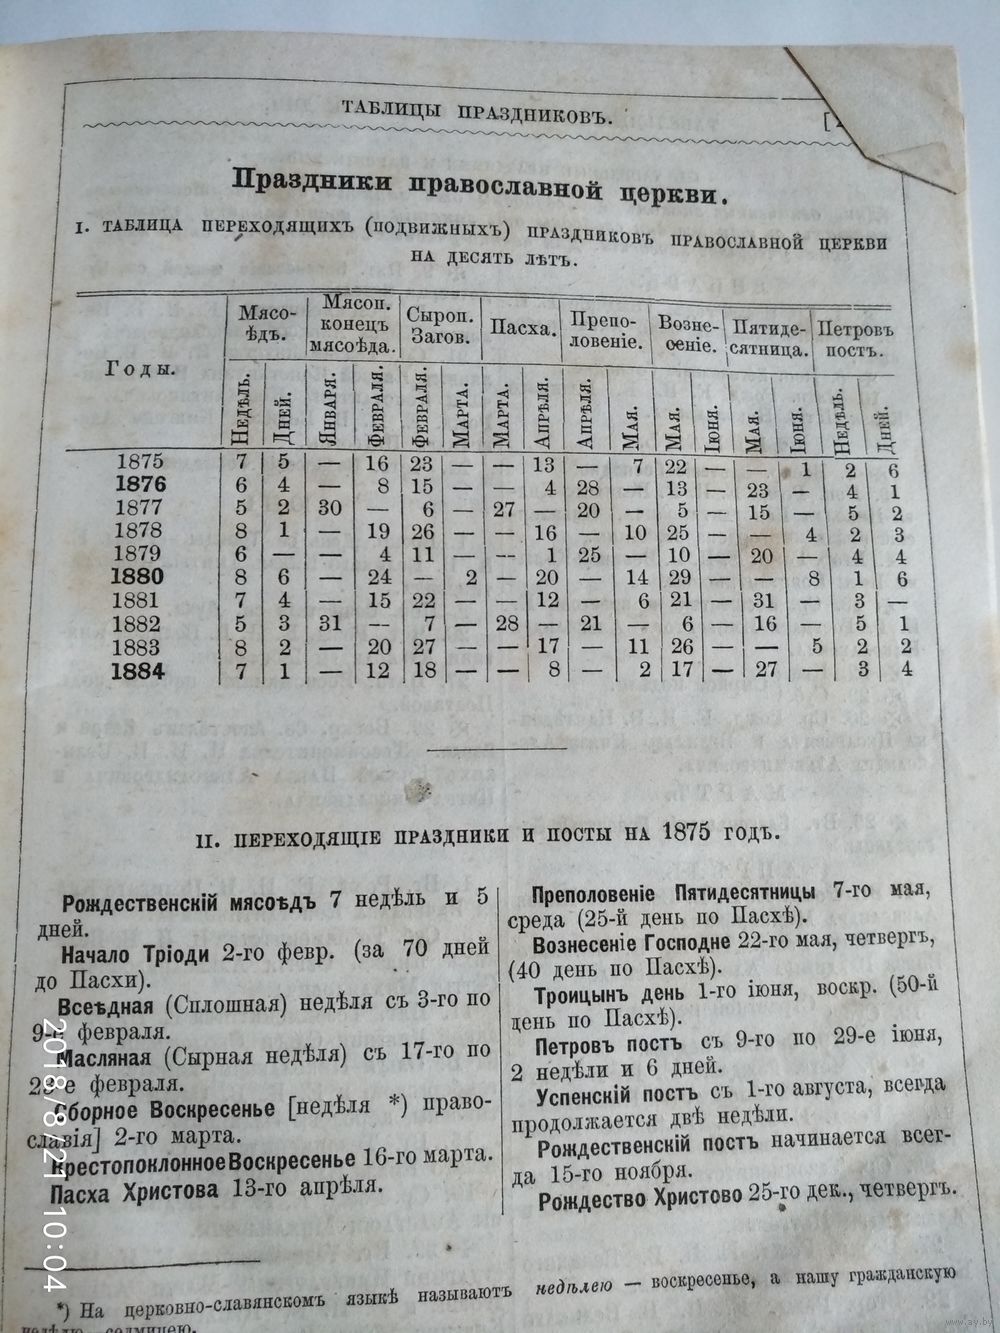 ТАБЛИЦЫ ПРАЗДНИКОВЪ. [
Праздники православной церкви.
I. ТАБЛИЦА ПЕРЕХОДЯЩИХЪ (ПОДВИЖНЫХЪ) ПРАЗДНИКОВЪ ПРАВОСЛАВНОЙ ЦЕРКВИ
НА ДЕСЯТЬ ЛѢТЪ.
Годы. Мясо-ѣдъ. Мясоп. конецъ мясоѣда. Сыроп. Загов. Пасха. Препо-ловеніе. Возне-сеніе. Пятиде-сятница. Петровъ постъ.
Недѣль. Дней. Января. Февраля. Февраля. Марта. Марта. Апрѣля. Апрѣля. Мая. Мая. Іюня. Мая. Іюня. Недѣль. Дней.
1875 7 5 — 16 23 — — 13 — 7 22 — — 1 2 6
1876 6 4 — 8 15 — — 4 28 — 13 — 23 — 4 1
1877 5 2 30 — 6 — 27 — 20 — 5 — 15 — 5 2
1878 8 1 — 19 26 — — 16 — 10 25 — — 4 2 3
1879 6 — — 4 11 — — 1 25 — 10 — 20 — 4 4
1880 8 6 — 24 — 2 — 20 — 14 29 — — 8 1 6
1881 7 4 — 15 22 — — 12 — 6 21 — 31 — 3 —
1882 5 3 31 — 7 — 28 — 21 — 6 — 16 — 5 1
1883 8 2 — 20 27 — — 17 — 11 26 — — 5 2 2
1884 7 1 — 12 18 — — 8 — 2 17 — 27 — 3 4
II. ПЕРЕХОДЯЩІЕ ПРАЗДНИКИ И ПОСТЫ НА 1875 ГОДЪ.
Рождественскій мясоѣдъ 7 недѣль и 5
дней.
Начало Тріоди 2-го февр. (за 70 дней
до Пасхи).
Всеѣдная (Сплошная) недѣля съ 3-го по
9-е февраля.
Масляная (Сырная недѣля) съ 17-го по
23-е февраля.
Сборное Воскресенье [недѣля *) право-
славія] 2-го марта.
Крестопоклонное Воскресенье 16-го марта.
Пасха Христова 13-го апрѣля.
Преполовеніе Пятидесятницы 7-го мая,
среда (25-й день по Пасхѣ).
Вознесеніе Господне 22-го мая, четвергъ,
(40 день по Пасхѣ).
Троицынъ день 1-го іюня, воскр. (50-й
день по Пасхѣ).
Петровъ постъ съ 9-го по 29-е іюня,
2 недѣли и 6 дней.
Успенскій постъ съ 1-го августа, всегда
продолжается двѣ недѣли.
Рождественскій постъ начинается всег-
да 15-го ноября.
Рождество Христово 25-го дек., четвергъ.
*) На церковно-славянскомъ языкѣ называютъ недѣлею — воскресенье, а нашу гражданскую
недѣлю седмицею.
2018/8/21 10:04
www.ay.by